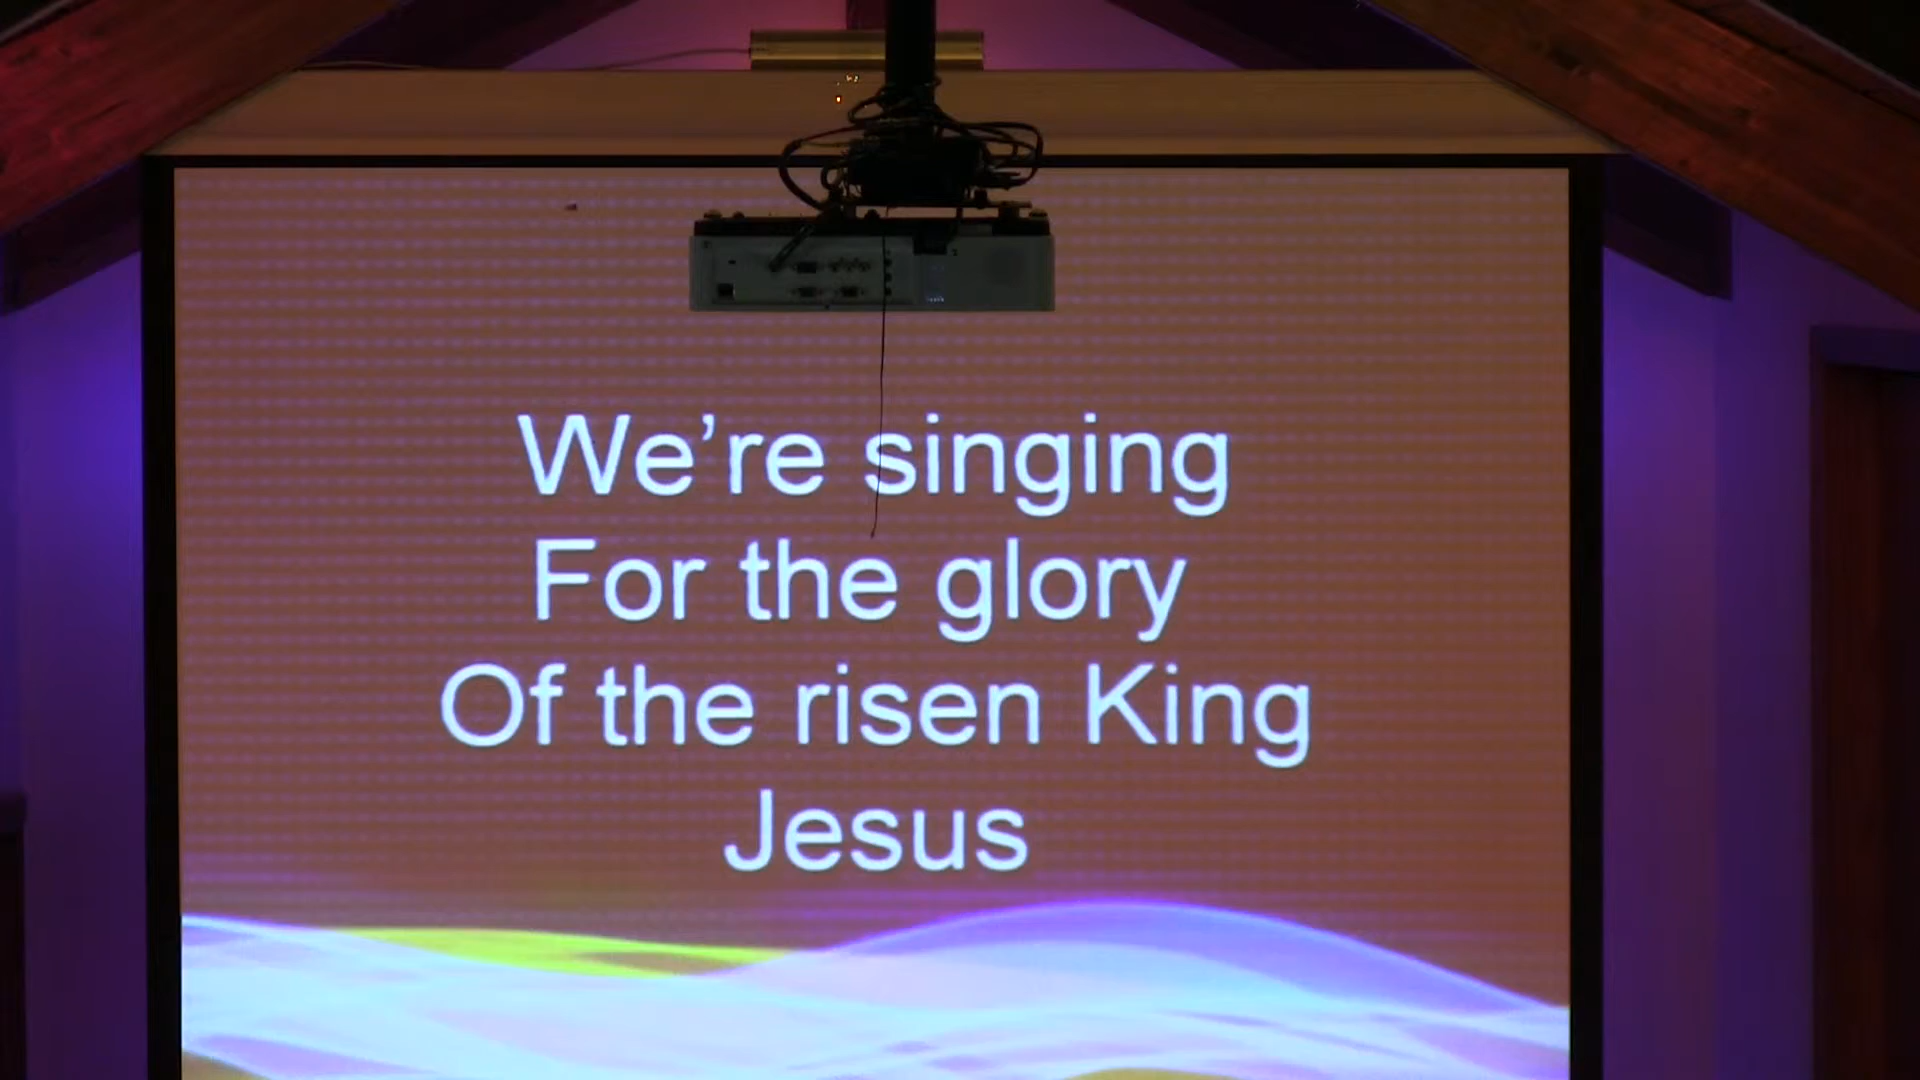 We’re singing
For the glory
Of the risen King
Jesus